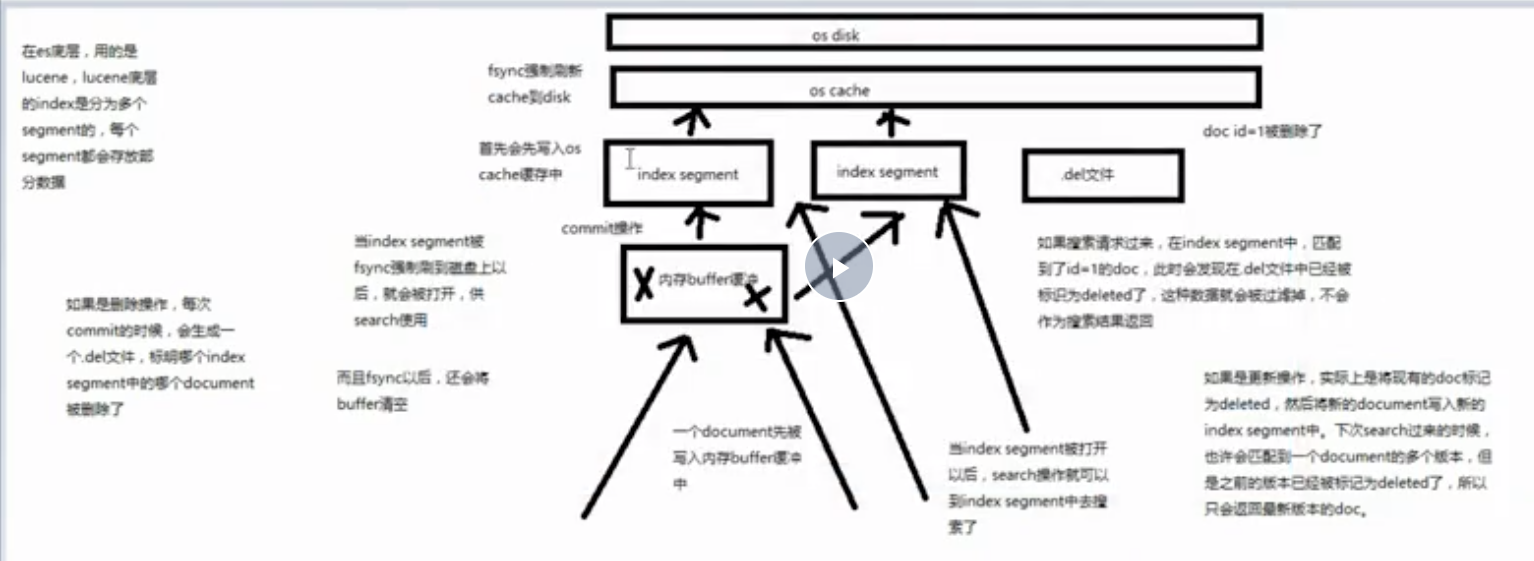 os disk
在es底层，用的是
lucene，lucene底层
的index是分为多个
segment的，每个
segment都会存放部
分数据
fsync强制刷新
cache到disk
os cache
doc id=1被删除了
首先会先写入os
cache缓存中
index segment
index segment
.del文件
commit操作
当index segment被
fsync强制刷到磁盘上以
后，就会被打开，供
search使用
内存buffer缓冲
如果搜索请求过来，在index segment中，匹配
到了id=1的doc，此时会发现在.del文件中已经被
标识为deleted了，这种数据就会被过滤掉，不会
作为搜索结果返回
如果是删除操作，每次
commit的时候，会生成一
个.del文件，标明哪个index
segment中的哪个document
被删除了
而且fsync以后，还会将
buffer清空
一个document先被
写入内存buffer缓冲
中
当index segment被打开
以后，search操作就可以
到index segment中去搜
索了
如果是更新操作，实际上是将现有的doc标记
为deleted，然后将新的document写入新的
index segment中。下次search过来的时候，
也许会匹配到一个document的多个版本，但
是之前的版本已经被标记为deleted了，所以
只会返回最新版本的doc。